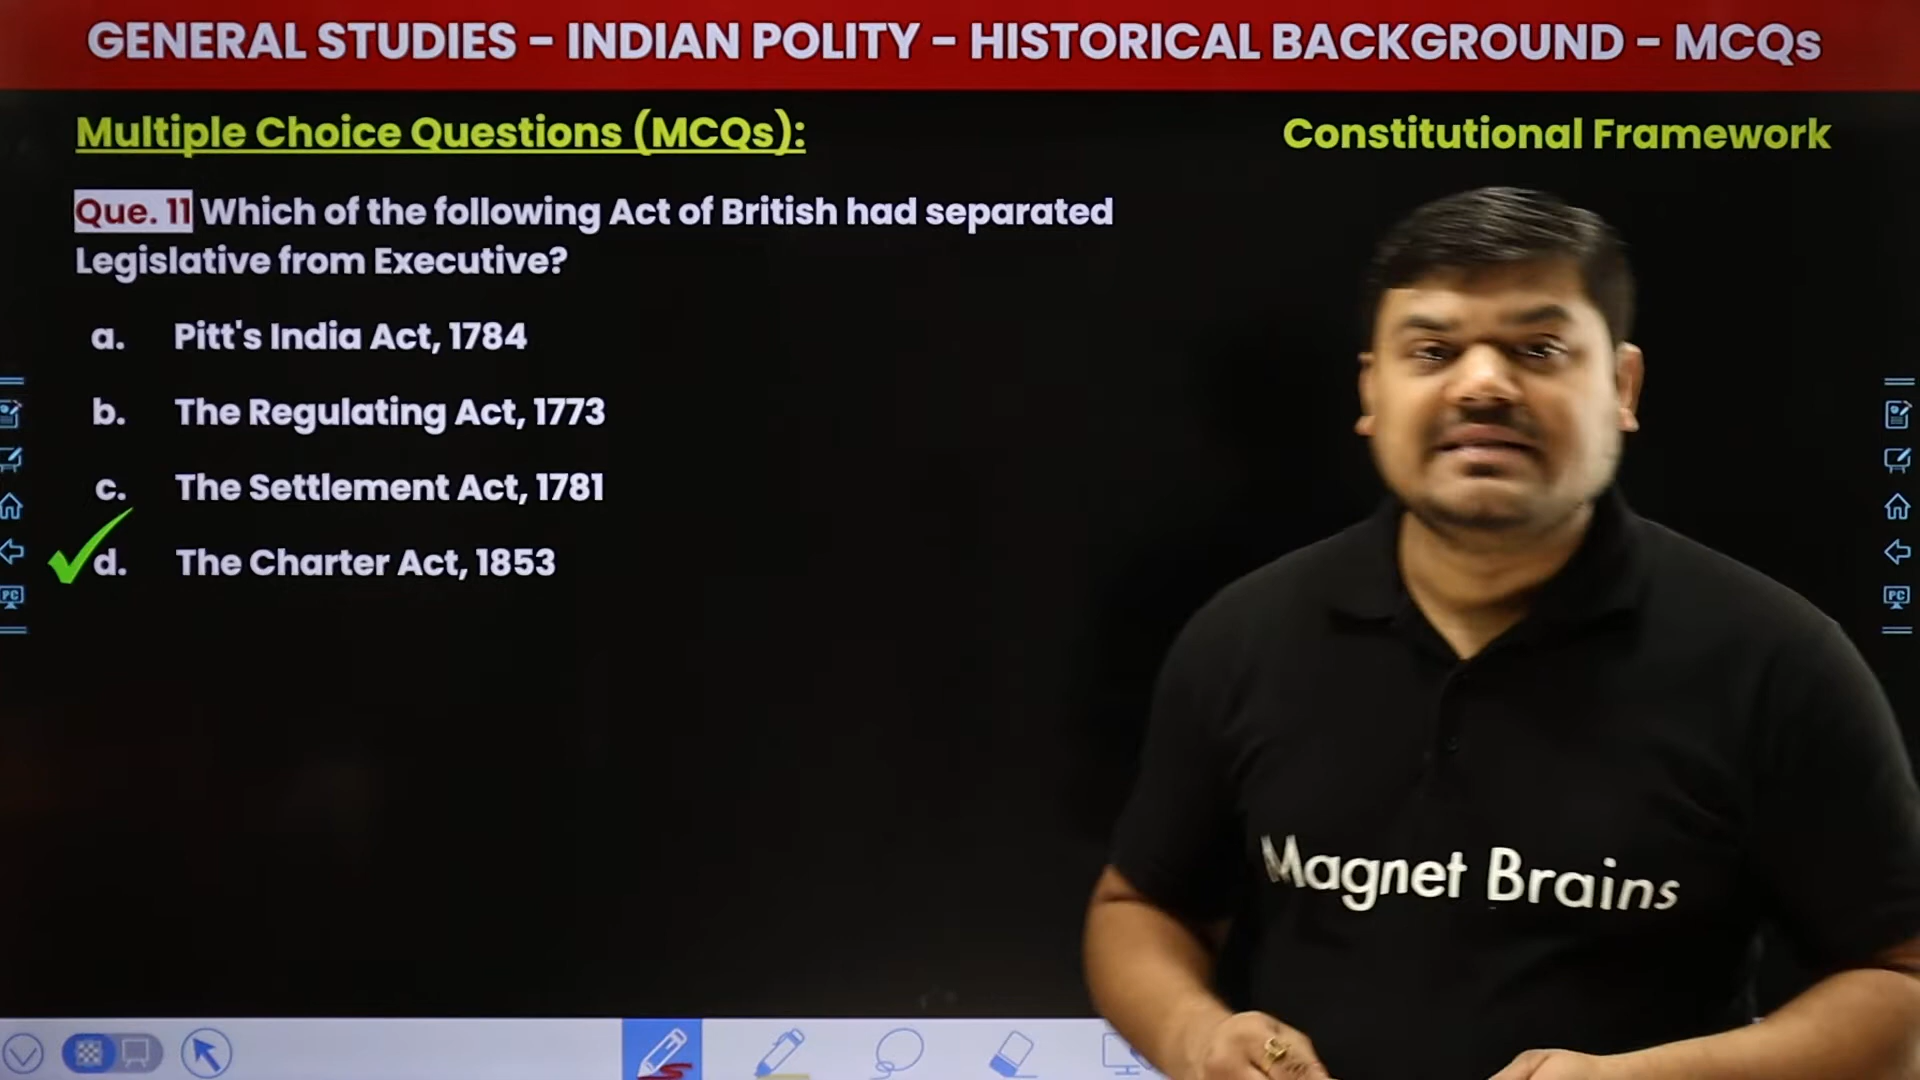 GENERAL STUDIES - INDIAN POLITY - HISTORICAL BACKGROUND - MCQs
Multiple Choice Questions (MCQs):
Constitutional Framework
Que. 11 Which of the following Act of British had separated
Legislative from Executive?
a. Pitt's India Act, 1784
b. The Regulating Act, 1773
c. The Settlement Act, 1781
d. The Charter Act, 1853
Magnet Brains
PC
PC